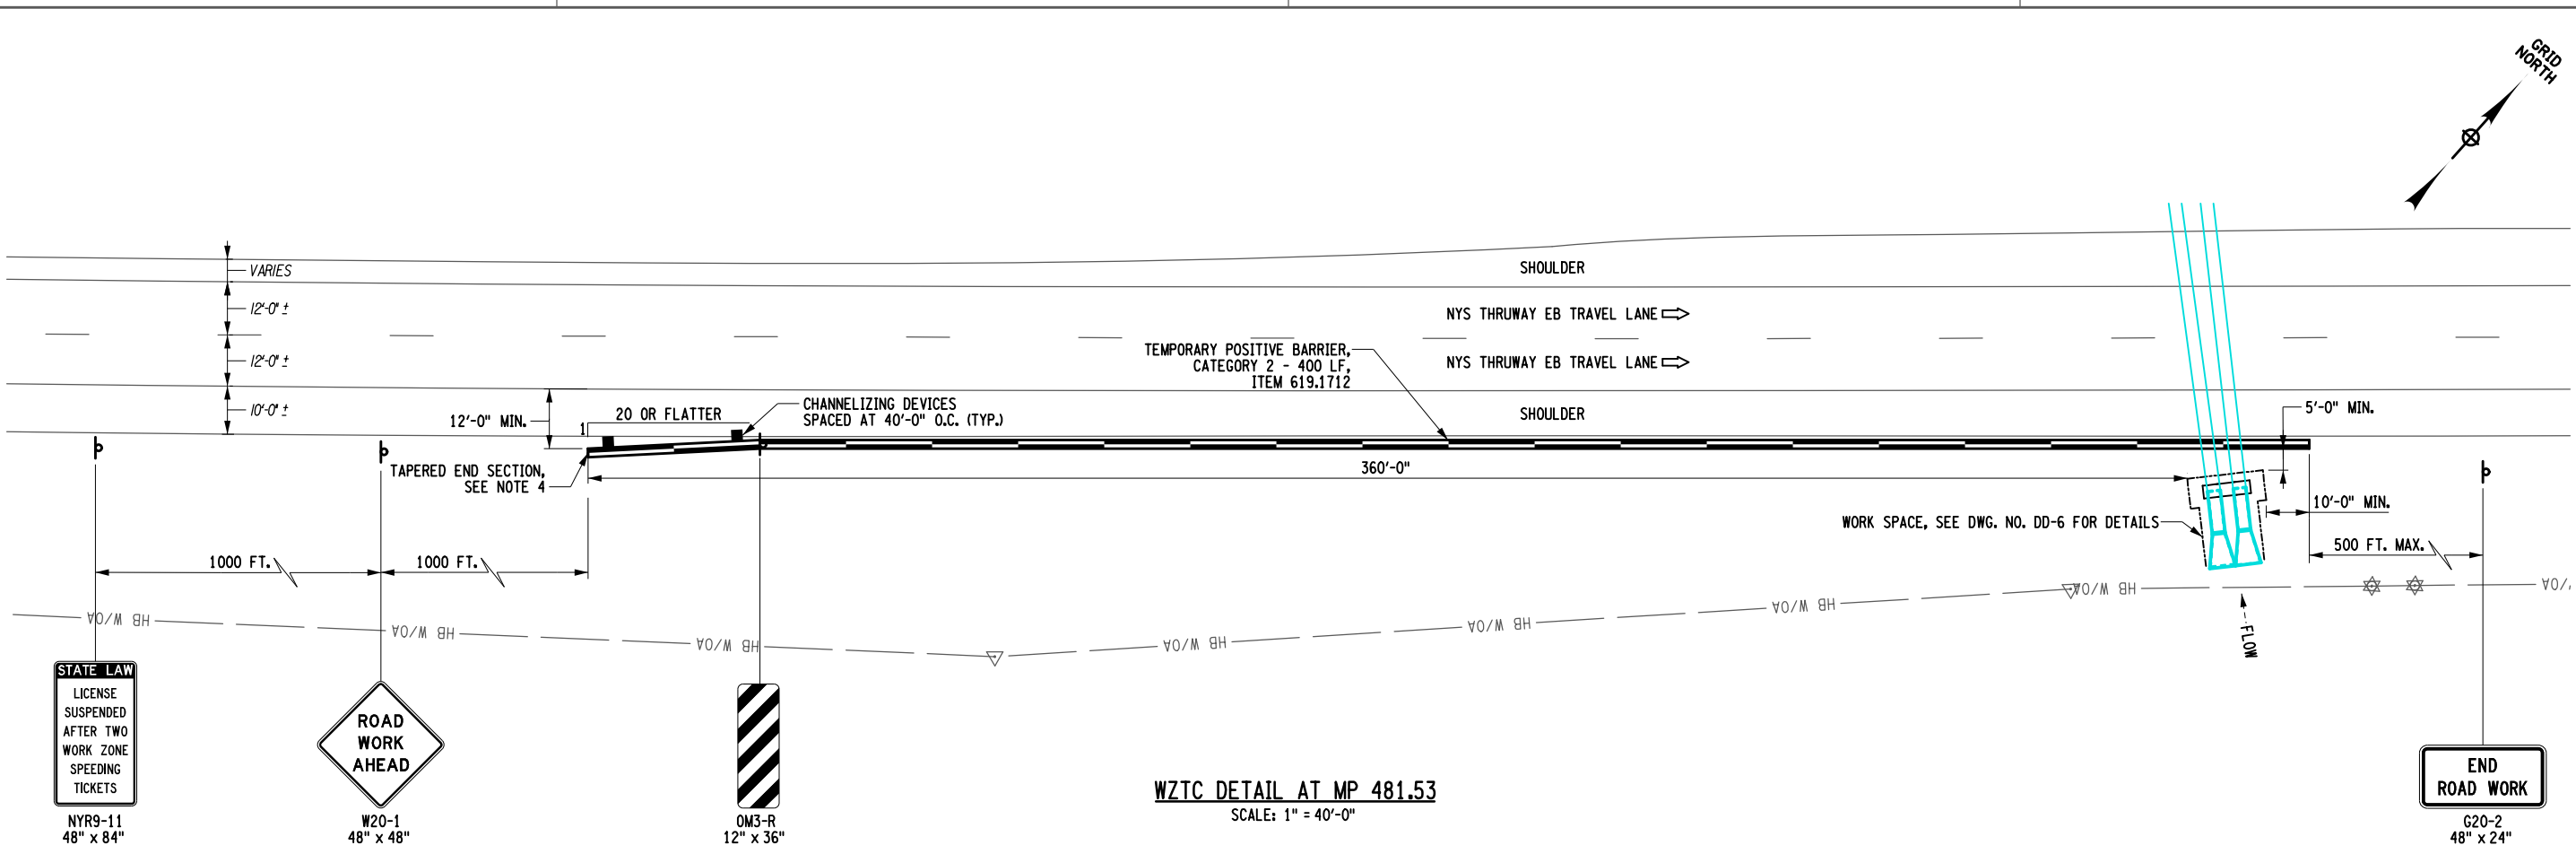 GRID
NORTH
VARIES
SHOULDER
12'-0" ±
NYS THRUWAY EB TRAVEL LANE
TEMPORARY POSITIVE BARRIER,
CATEGORY 2 - 400 LF,
ITEM 619.1712
12'-0" ±
NYS THRUWAY EB TRAVEL LANE
10'-0" ±
12'-0" MIN.
1
20 OR FLATTER
CHANNELIZING DEVICES
SPACED AT 40'-0" O.C. (TYP.)
SHOULDER
5'-0" MIN.
TAPERED END SECTION,
SEE NOTE 4
360'-0"
10'-0" MIN.
WORK SPACE, SEE DWG. NO. DD-6 FOR DETAILS
1000 FT.
1000 FT.
500 FT. MAX.
HB W/OA
HB W/OA
HB W/OA
HB W/OA
HB W/OA
HB W/OA
HB W/OA
W/OA
FLOW
STATE LAW
LICENSE
SUSPENDED
AFTER TWO
WORK ZONE
SPEEDING
TICKETS
NYR9-11
48" x 84"
ROAD
WORK
AHEAD
W20-1
48" x 48"
OM3-R
12" x 36"
WZTC DETAIL AT MP 481.53
SCALE: 1" = 40'-0"
END
ROAD WORK
G20-2
48" x 24"